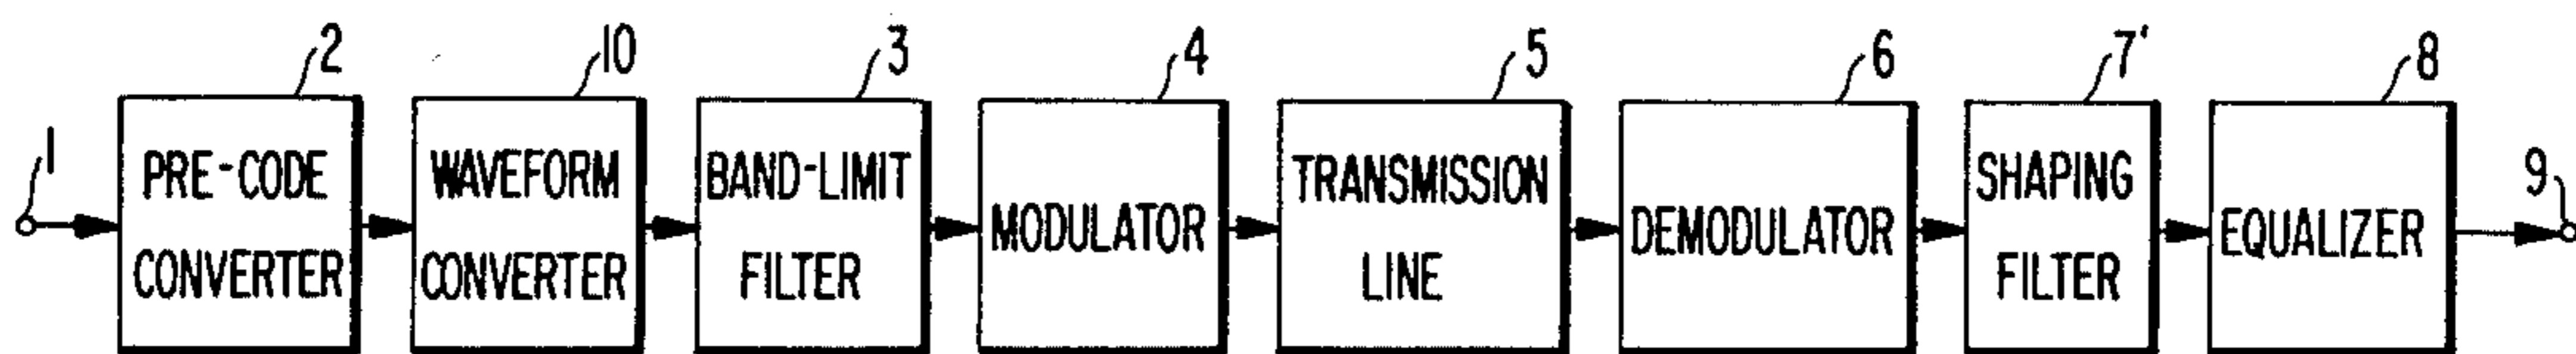 2
10
3
4
5
6
7'
8
1
PRE-CODE
CONVERTER
WAVEFORM
CONVERTER
BAND-LIMIT
FILTER
MODULATOR
TRANSMISSION
LINE
DEMODULATOR
SHAPING
FILTER
EQUALIZER
9